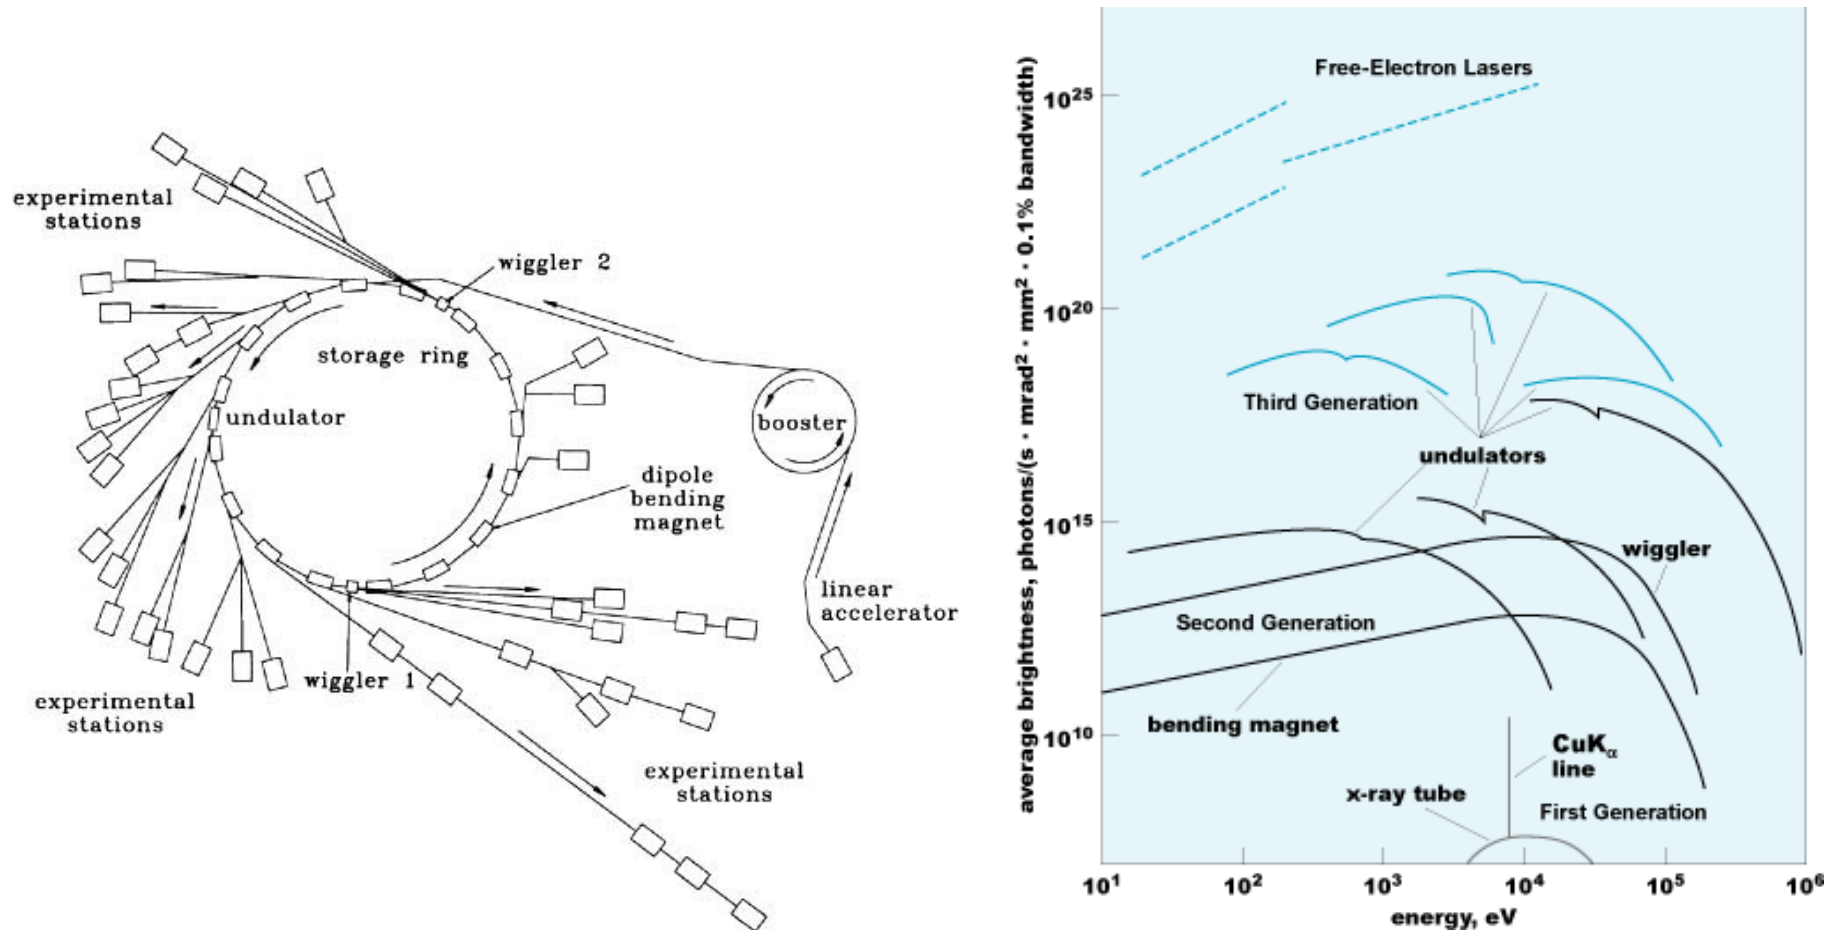 experimental
stations
wiggler 2
storage ring
undulator
booster
dipole
bending
magnet
linear
accelerator
wiggler 1
experimental
stations
experimental
stations
average brightness, photons/(s · mrad² · mm² · 0.1% bandwidth)
10²⁵
10²⁰
10¹⁵
10¹⁰
Free-Electron Lasers
Third Generation
undulators
wiggler
Second Generation
bending magnet
CuKα
line
x-ray tube
First Generation
10¹ 10² 10³ 10⁴ 10⁵ 10⁶
energy, eV